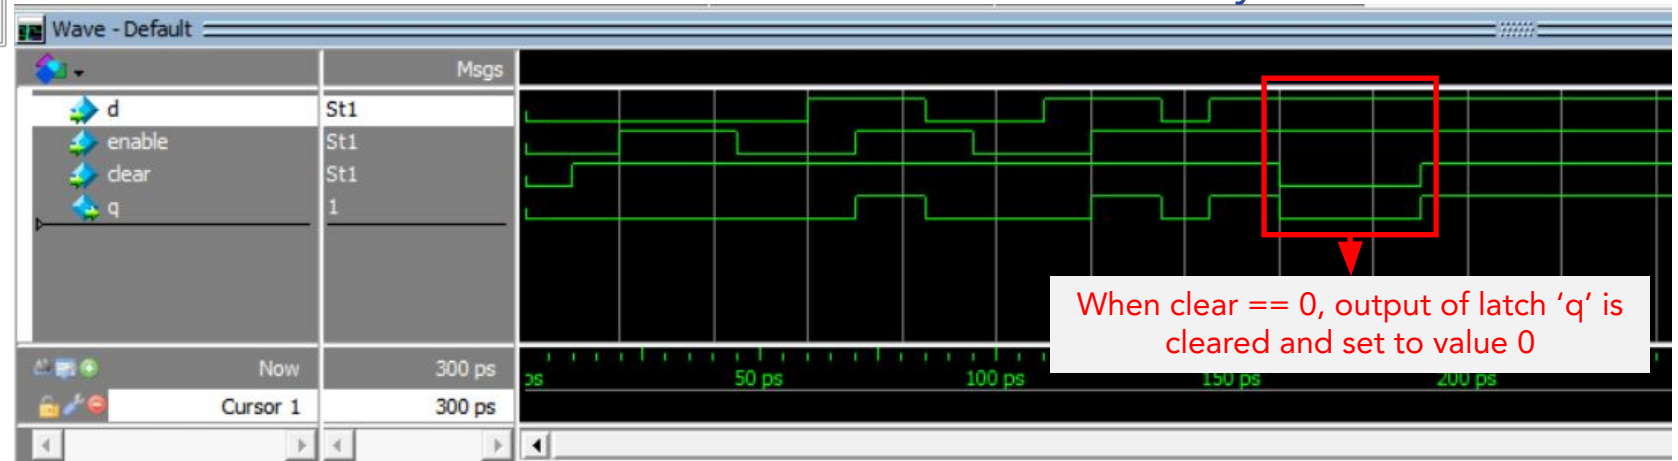 Wave - Default
Msgs
d St1
enable St1
clear St1
q 1
When clear == 0, output of latch ‘q’ is
cleared and set to value 0
Now 300 ps
ps 50 ps 100 ps 150 ps 200 ps
Cursor 1 300 ps